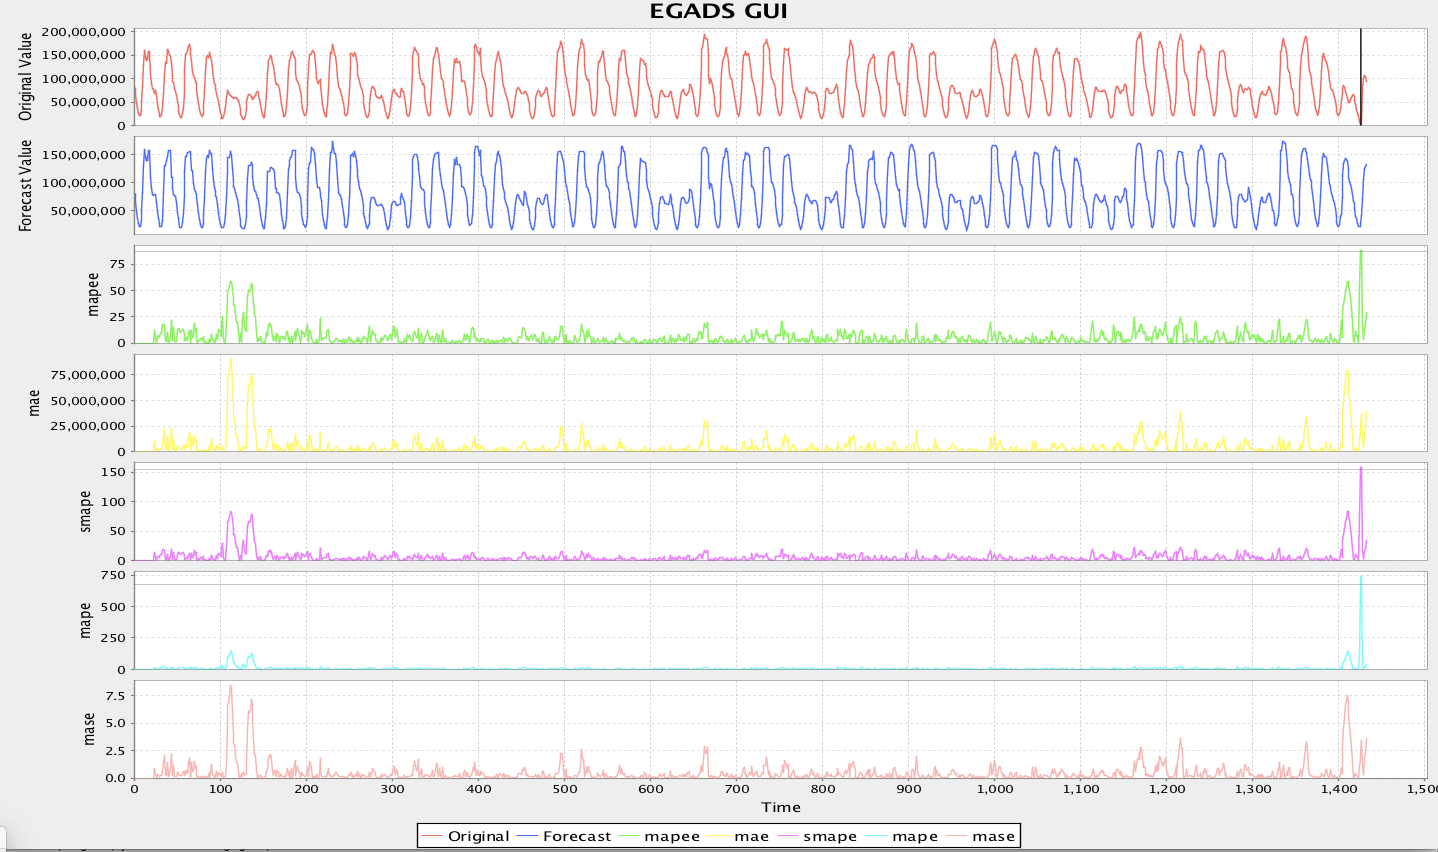 EGADS GUI
Original Value
200,000,000
150,000,000
100,000,000
50,000,000
0
Forecast Value
150,000,000
100,000,000
50,000,000
mapee
75
50
25
0
mae
75,000,000
50,000,000
25,000,000
0
smape
150
100
50
0
mape
750
500
250
0
mase
7.5
5.0
2.5
0.0
0 100 200 300 400 500 600 700 800 900 1,000 1,100 1,200 1,300 1,400 1,50
Time
Original Forecast mapee mae smape mape mase